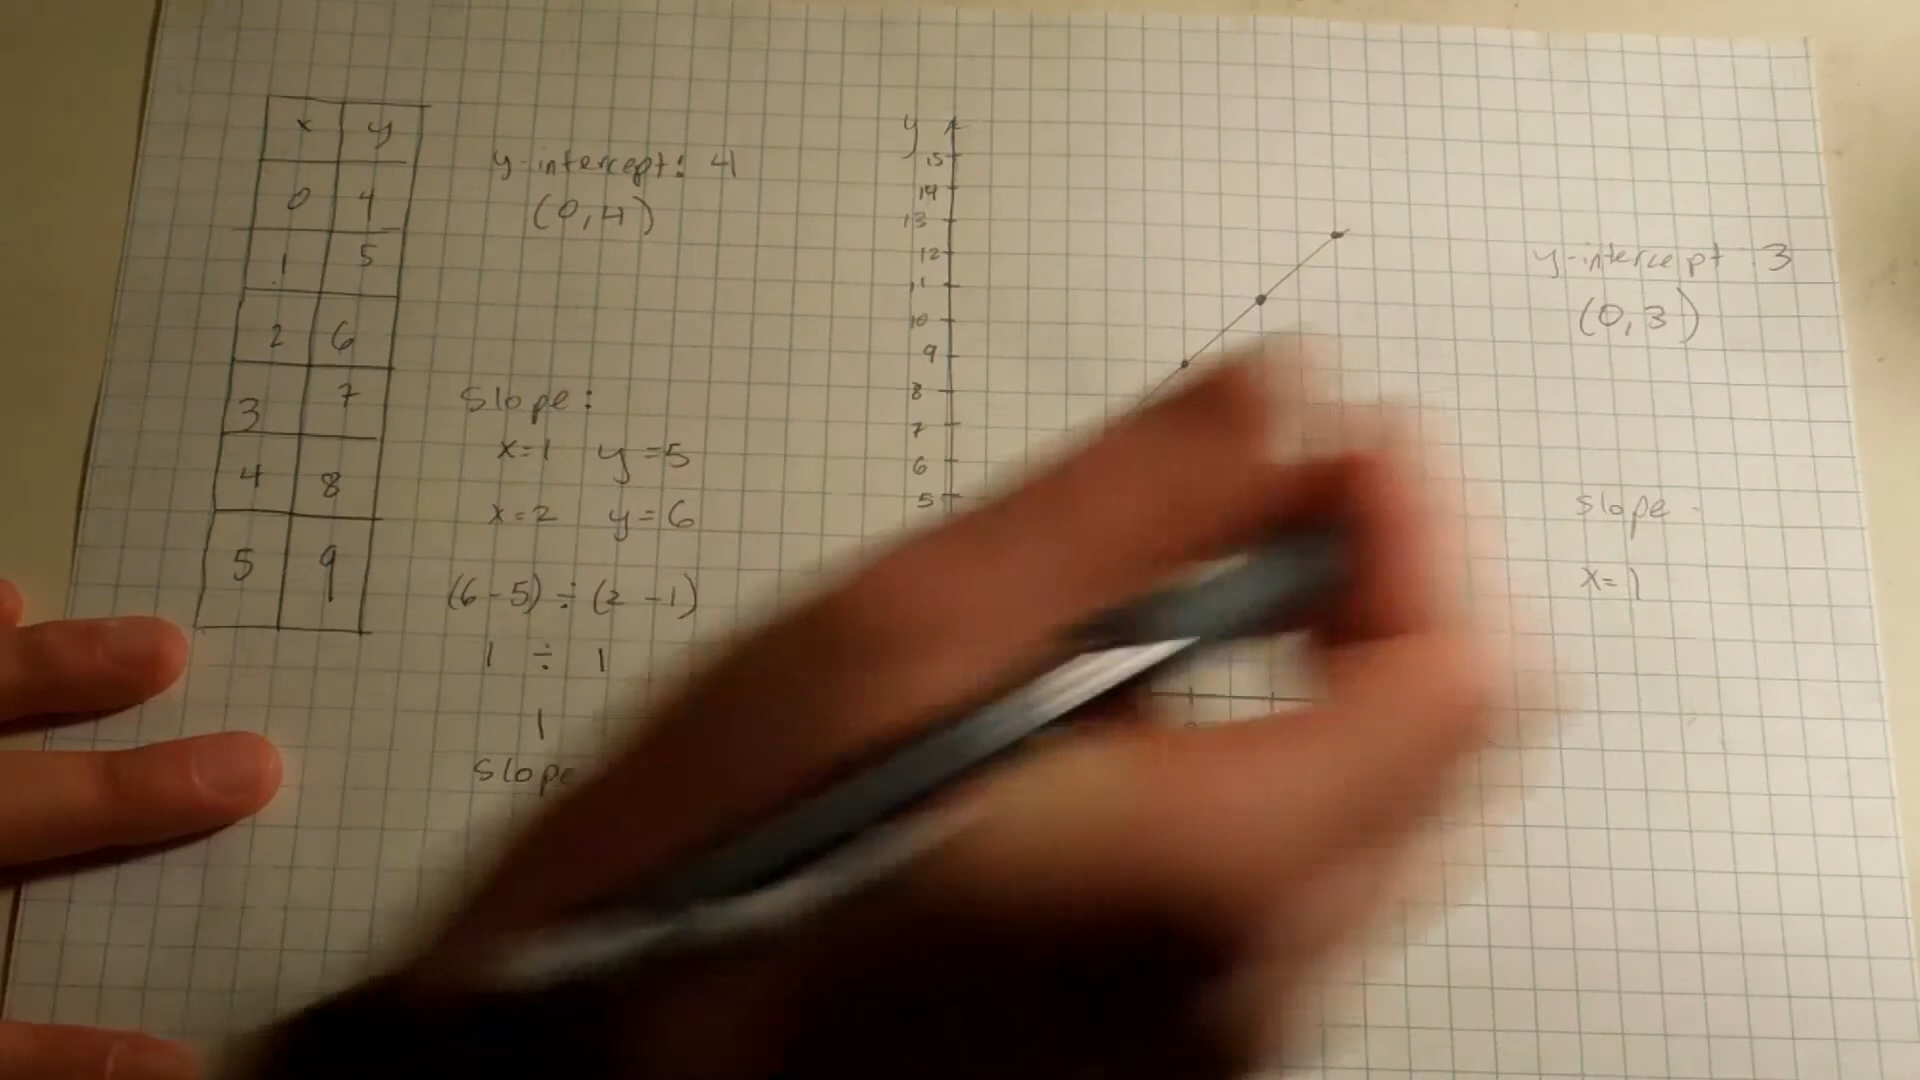 x y
0 4
1 5
2 6
3 7
4 8
5 9
y-intercept: 4
(0,4)
Slope:
x=1 y=5
x=2 y=6
(6-5) ÷ (2-1)
1 ÷ 1
1
Slope
y
15
14
13
12
11
10
9
8
7
6
5
y-intercept 3
(0,3)
slope
x=1